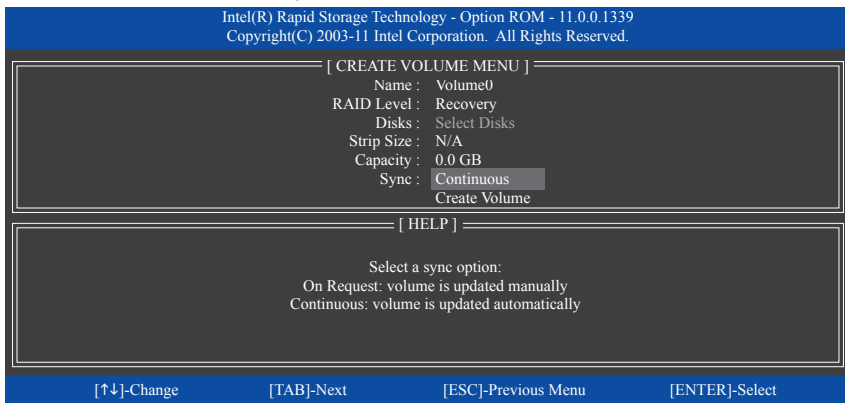 Intel(R) Rapid Storage Technology - Option ROM - 11.0.0.1339
Copyright(C) 2003-11 Intel Corporation. All Rights Reserved.
[ CREATE VOLUME MENU ]
Name : Volume0
RAID Level : Recovery
Disks : Select Disks
Strip Size : N/A
Capacity : 0.0 GB
Sync : Continuous
Create Volume
[ HELP ]
Select a sync option:
On Request: volume is updated manually
Continuous: volume is updated automatically
[↑↓]-Change [TAB]-Next [ESC]-Previous Menu [ENTER]-Select